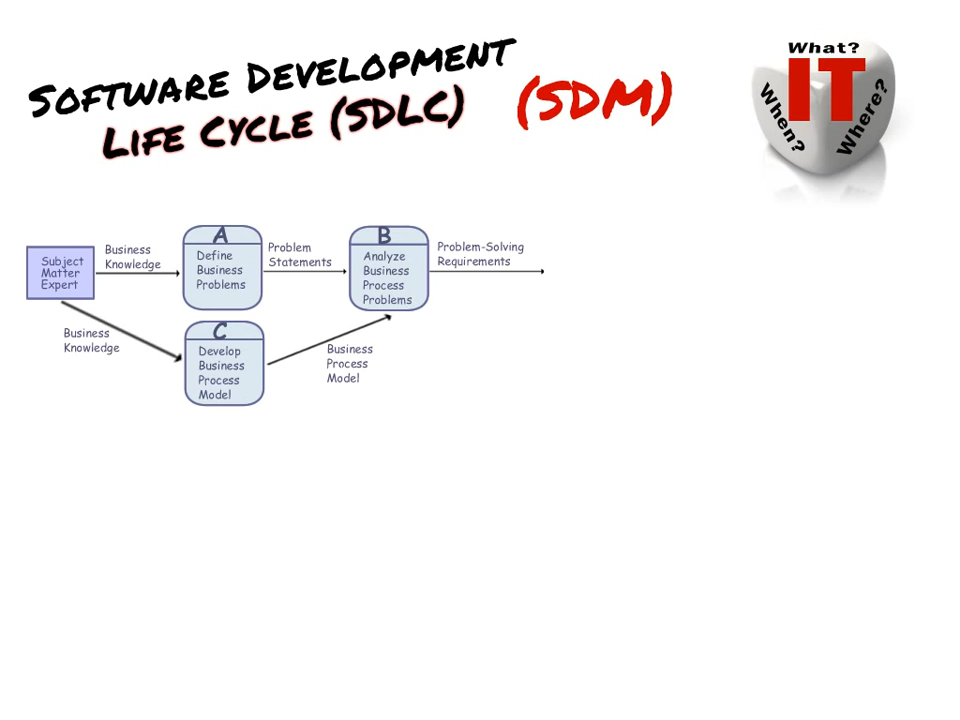 Software Development
Life Cycle (SDLC)
(SDM)
What?
IT
When?
Where?
Subject
Matter
Expert
Business
Knowledge
A
Define
Business
Problems
Problem
Statements
B
Analyze
Business
Process
Problems
Problem-Solving
Requirements
Business
Knowledge
C
Develop
Business
Process
Model
Business
Process
Model